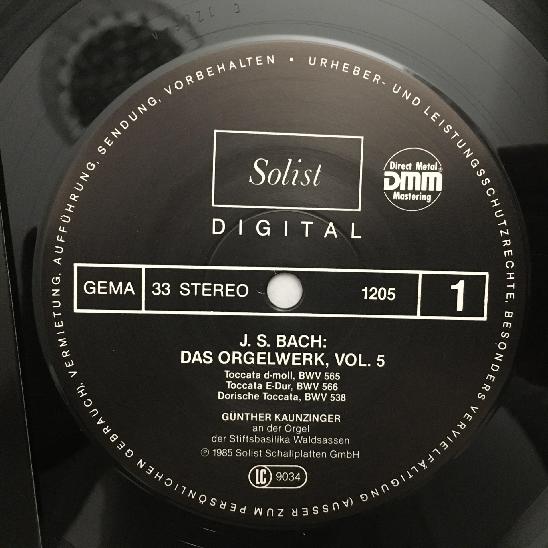 URHEBER- UND LEISTUNGSSCHUTZRECHTE, BESONDERS VERVIELFÄLTIGUNG (AUSSER ZUM PERSÖNLICHEN GEBRAUCH), VERMIETUNG, AUFFÜHRUNG, SENDUNG, VORBEHALTEN •
Solist
DIGITAL
Direct Metal
DMM
Mastering
GEMA 33 STEREO 1205 1
J. S. BACH:
DAS ORGELWERK, VOL. 5
Toccata d-moll, BWV 565
Toccata E-Dur, BWV 566
Dorische Toccata, BWV 538
GÜNTHER KAUNZINGER
an der Orgel
der Stiftsbasilika Waldsassen
℗ 1985 Solist Schallplatten GmbH
LC 9034